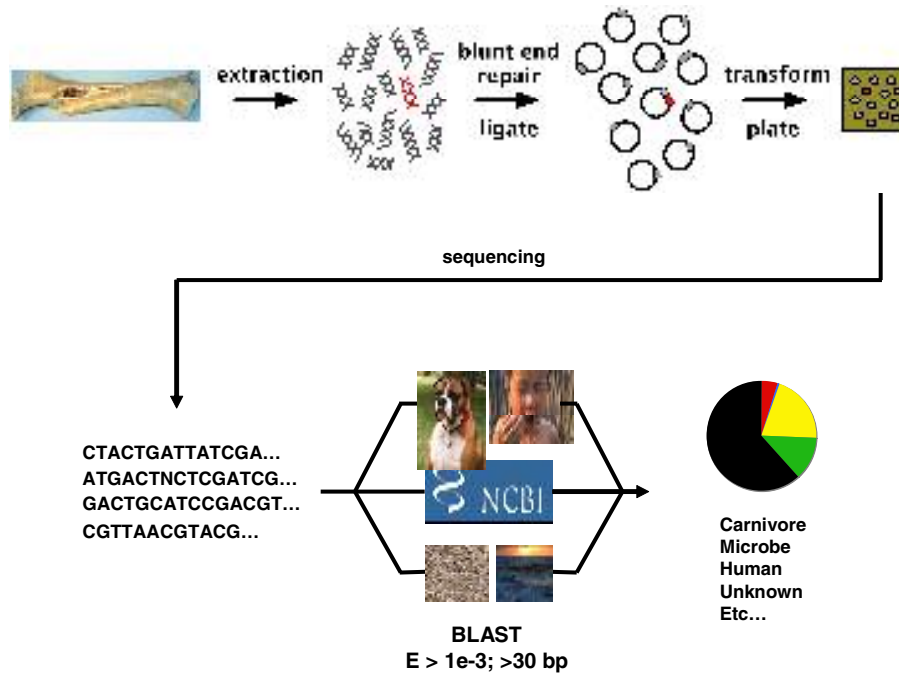 extraction
blunt end
repair
ligate
transform
plate
sequencing
CTACTGATTATCGA...
ATGACTNCTCGATCG...
GACTGCATCCGACGT...
CGTTAACGTACG...
NCBI
BLAST
E > 1e-3; >30 bp
Carnivore
Microbe
Human
Unknown
Etc...